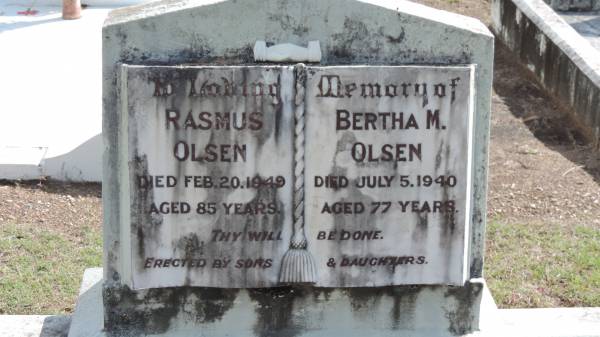 In Loving Memory of
RASMUS OLSEN
DIED FEB. 20. 1949
AGED 85 YEARS.
BERTHA M. OLSEN
DIED JULY 5. 1940
AGED 77 YEARS.
THY WILL BE DONE.
ERECTED BY SONS & DAUGHTERS.